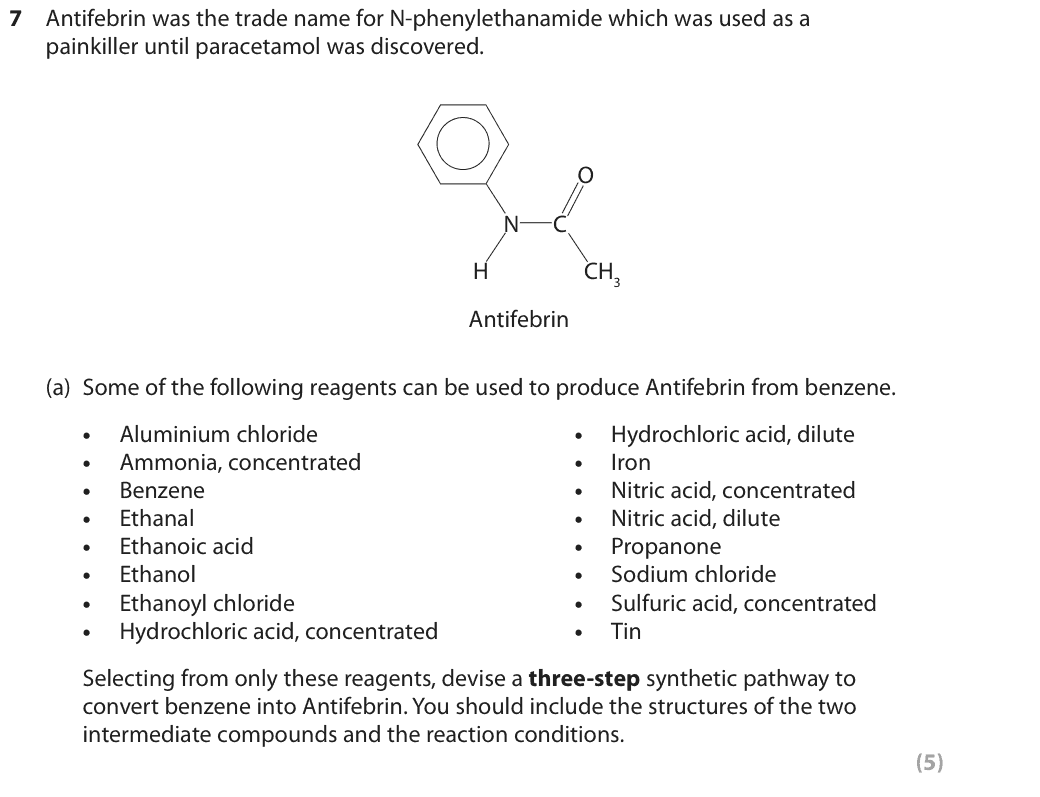 7 Antifebrin was the trade name for N-phenylethanamide which was used as a
painkiller until paracetamol was discovered.
O
N
C
H
CH3
Antifebrin
(a) Some of the following reagents can be used to produce Antifebrin from benzene.
• Aluminium chloride
• Ammonia, concentrated
• Benzene
• Ethanal
• Ethanoic acid
• Ethanol
• Ethanoyl chloride
• Hydrochloric acid, concentrated
• Hydrochloric acid, dilute
• Iron
• Nitric acid, concentrated
• Nitric acid, dilute
• Propanone
• Sodium chloride
• Sulfuric acid, concentrated
• Tin
Selecting from only these reagents, devise a three-step synthetic pathway to
convert benzene into Antifebrin. You should include the structures of the two
intermediate compounds and the reaction conditions.
(5)